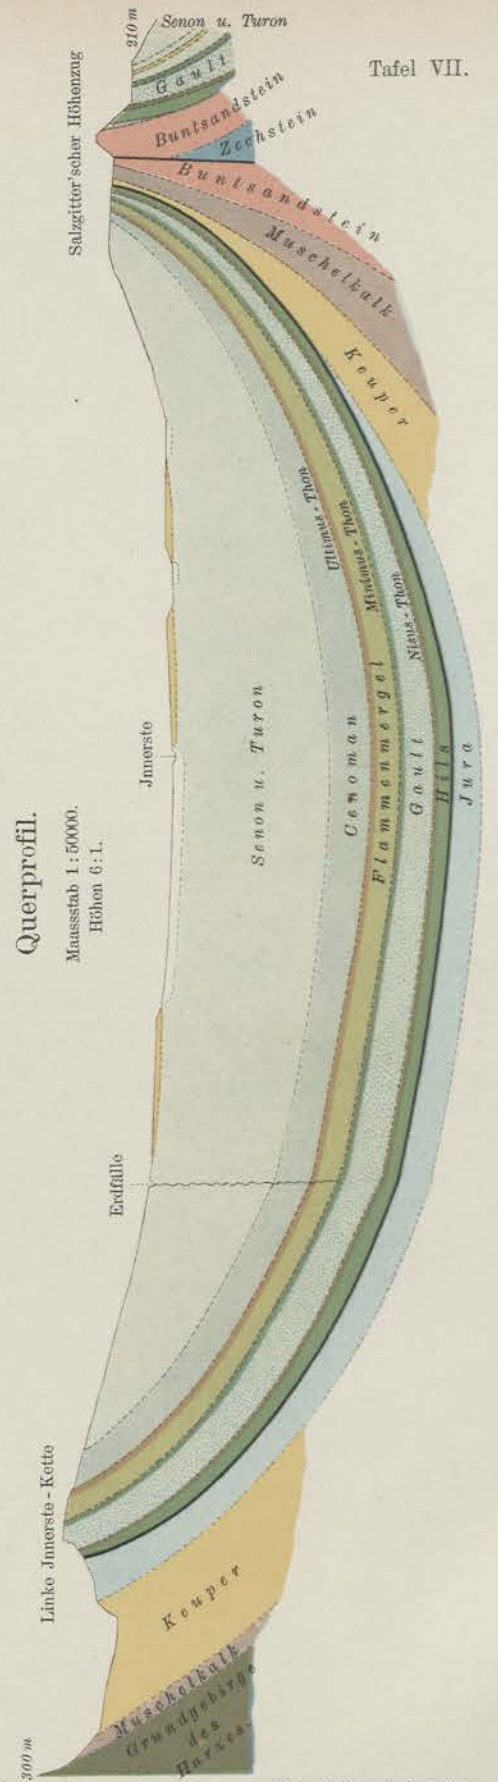 Tafel VII.
Querprofil.
Maassstab 1:50000.
Höhen 6:1.
300 m
Linke Jnnerste-Kette
Erdfälle
Jnnerste
Salzgitter'scher Höhenzug
210 m
Senon u. Turon
Gault
Buntsandstein
Zechstein
Buntsandstein
Muschelkalk
Keuper
Ultimus-Thon
Minimus-Thon
Nisus-Thon
Senon u. Turon
Cenoman
Flammenmergel
Gault
Hils
Jura
Keuper
Muschelkalk
Grundgebirge
des
Harzes